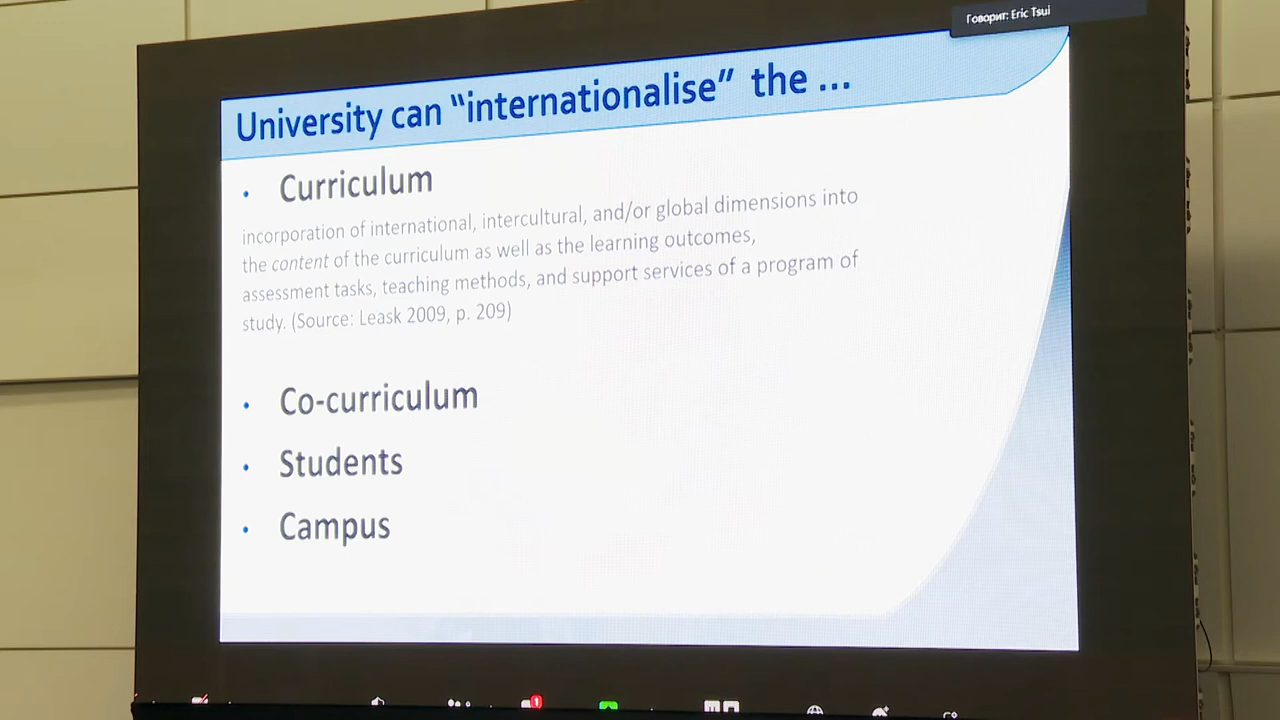 Говорит: Eric Tsui
University can “internationalise” the ...
• Curriculum
incorporation of international, intercultural, and/or global dimensions into
the content of the curriculum as well as the learning outcomes,
assessment tasks, teaching methods, and support services of a program of
study. (Source: Leask 2009, p. 209)
• Co-curriculum
• Students
• Campus
1